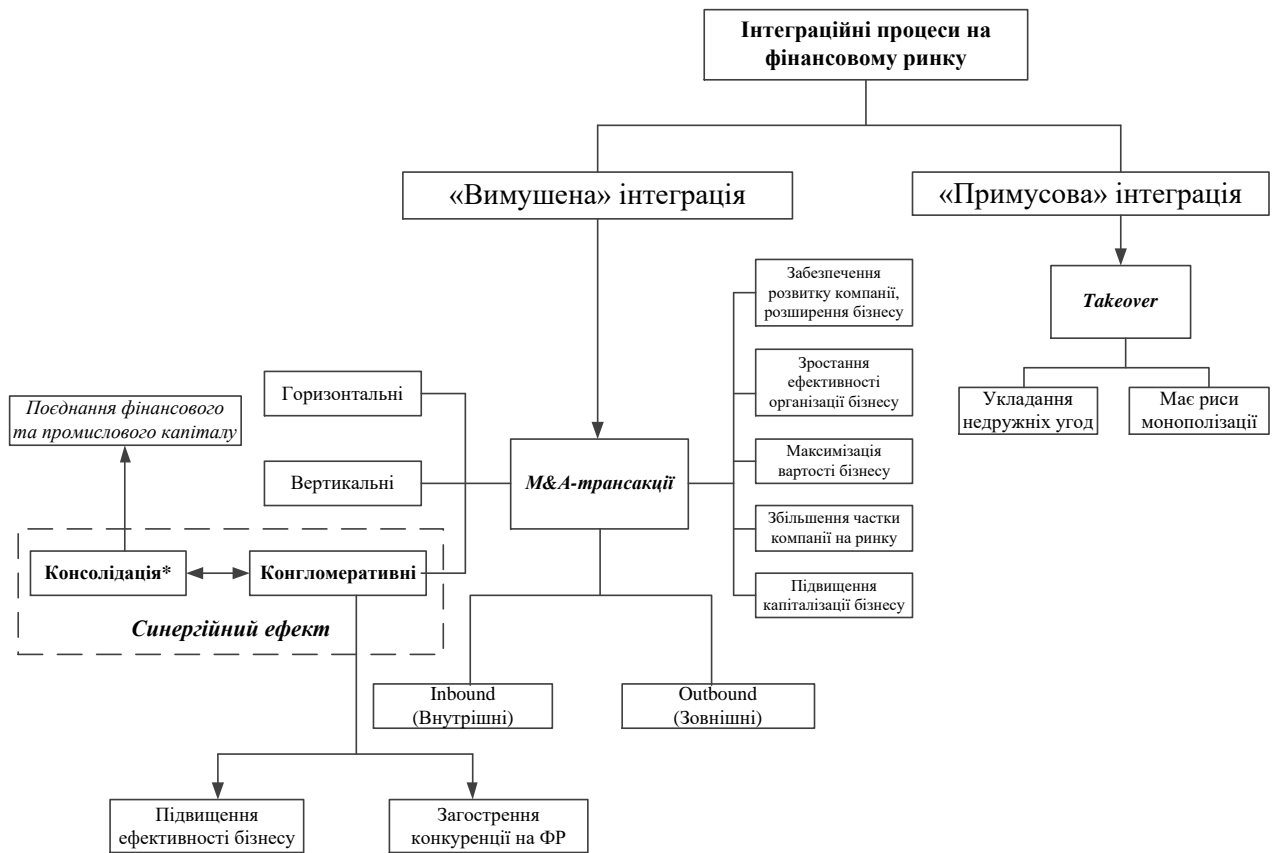 Інтеграційні процеси на
фінансовому ринку
«Вимушена» інтеграція
«Примусова» інтеграція
Забезпечення
розвитку компанії,
розширення бізнесу
Takeover
Зростання
ефективності
організації бізнесу
Укладання
недружніх угод
Має риси
монополізації
Горизонтальні
Поєднання фінансового
та промислового капіталу
Вертикальні
M&A-трансакції
Максимізація
вартості бізнесу
Збільшення частки
компанії на ринку
Консолідація*
Конгломеративні
Підвищення
капіталізації бізнесу
Синергійний ефект
Inbound
(Внутрішні)
Outbound
(Зовнішні)
Підвищення
ефективності бізнесу
Загострення
конкуренції на ФР